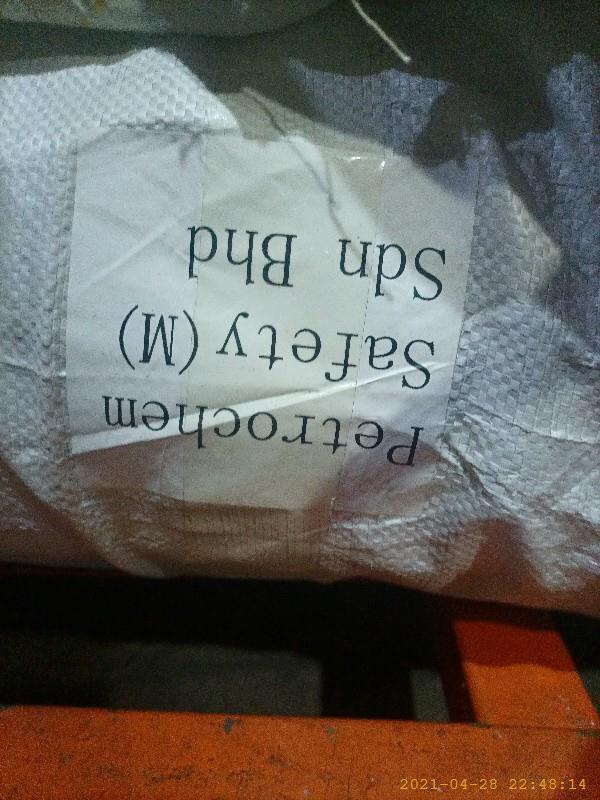 Petrochem
Safety (M)
Sdn Bhd
2021-04-28 22:48:14